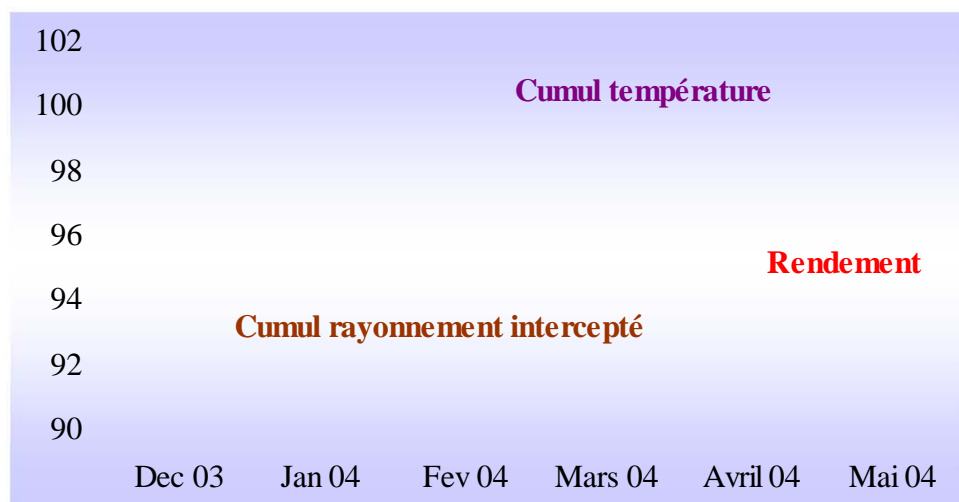 102
100
Cumul température
98
96
Rendement
94
Cumul rayonnement intercepté
92
90
Dec 03 Jan 04 Fev 04 Mars 04 Avril 04 Mai 04